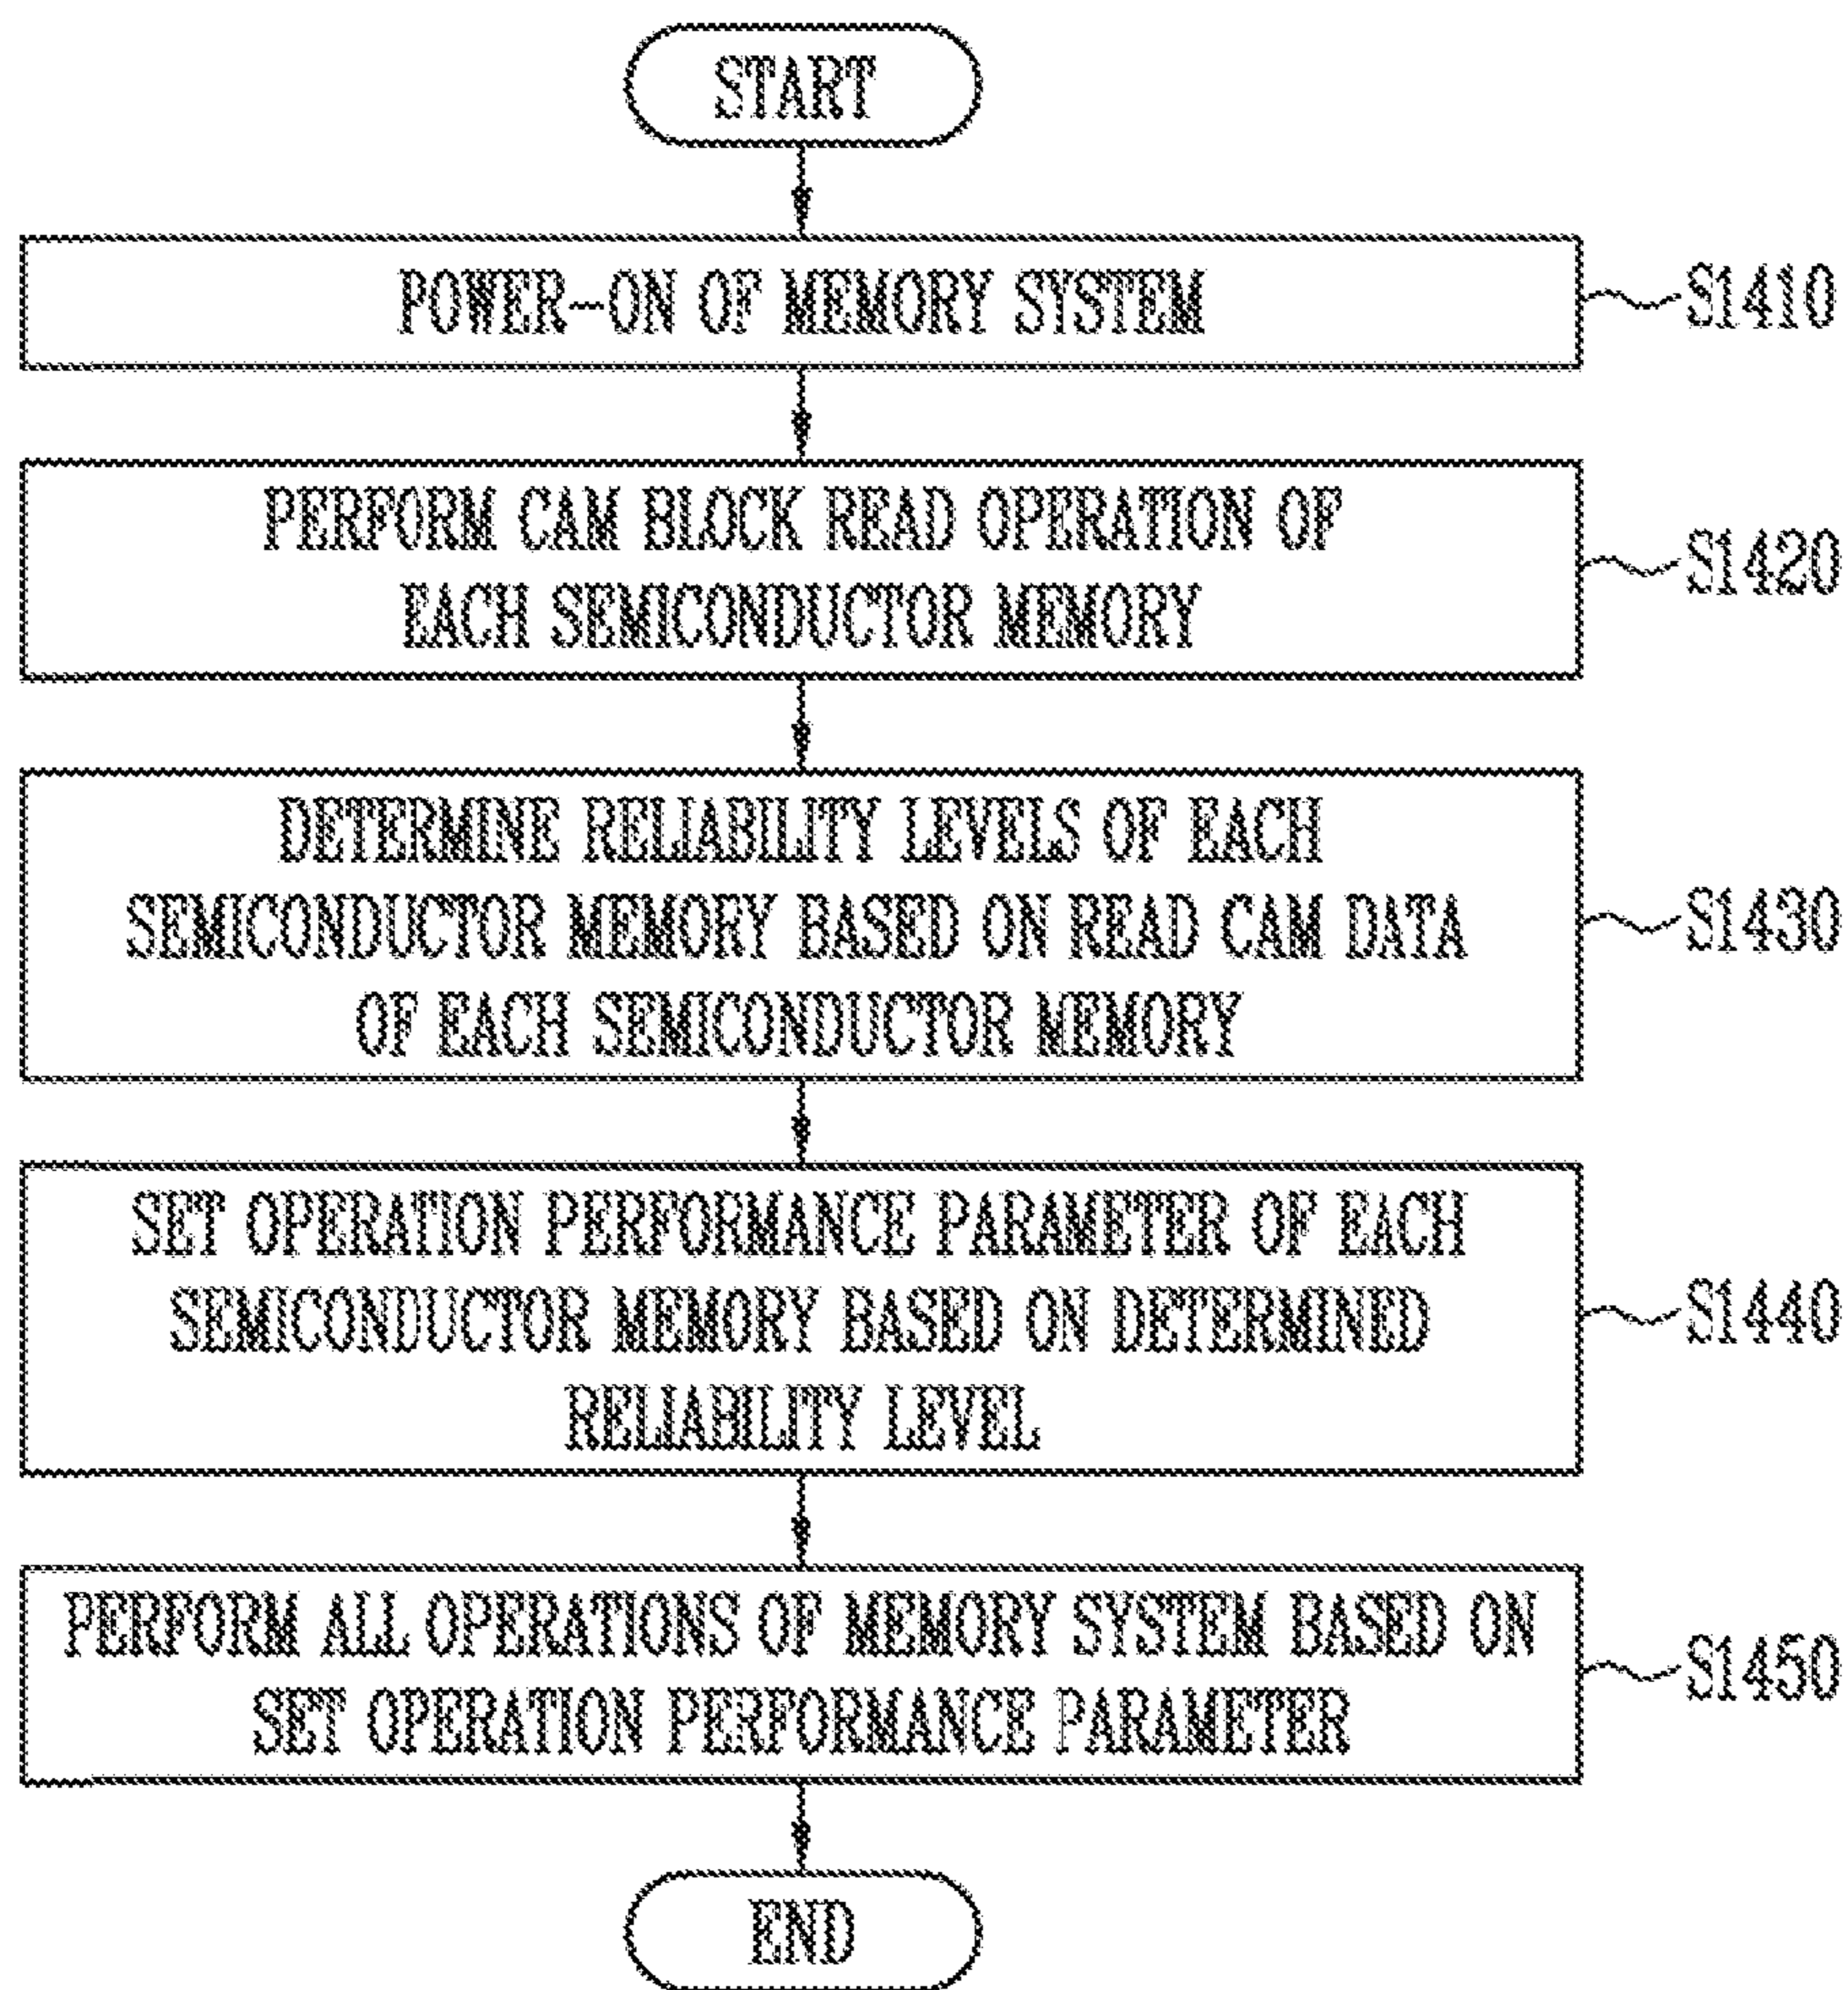 START
POWER-ON OF MEMORY SYSTEM
S1410
PERFORM CAM BLOCK READ OPERATION OF
EACH SEMICONDUCTOR MEMORY
S1420
DETERMINE RELIABILITY LEVELS OF EACH
SEMICONDUCTOR MEMORY BASED ON READ CAM DATA
OF EACH SEMICONDUCTOR MEMORY
S1430
SET OPERATION PERFORMANCE PARAMETER OF EACH
SEMICONDUCTOR MEMORY BASED ON DETERMINED
RELIABILITY LEVEL
S1440
PERFORM ALL OPERATIONS OF MEMORY SYSTEM BASED ON
SET OPERATION PERFORMANCE PARAMETER
S1450
END